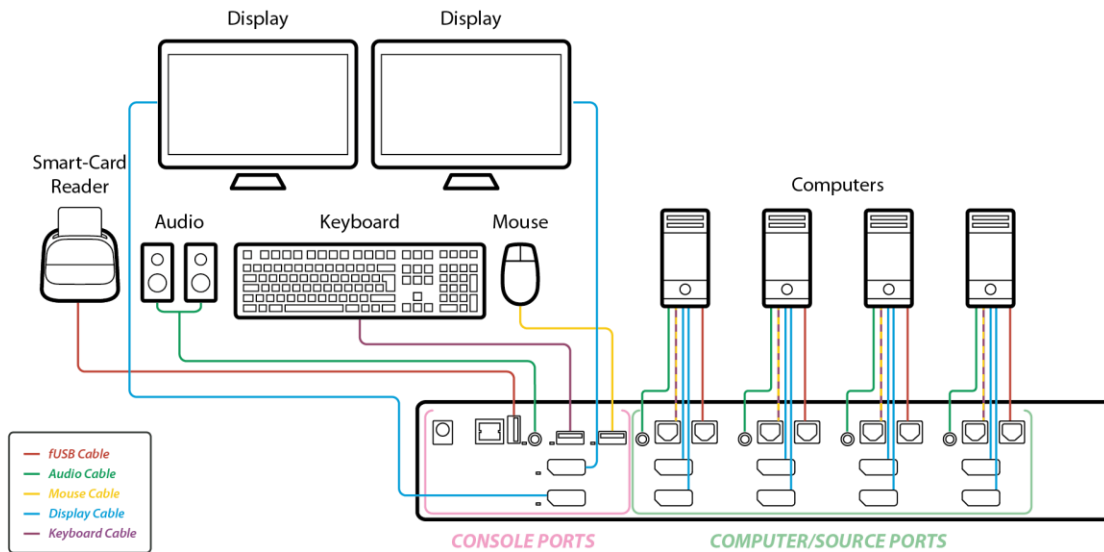 Display
Display
Smart-Card
Reader
Audio
Keyboard
Mouse
Computers
fUSB Cable
Audio Cable
Mouse Cable
Display Cable
Keyboard Cable
CONSOLE PORTS
COMPUTER/SOURCE PORTS